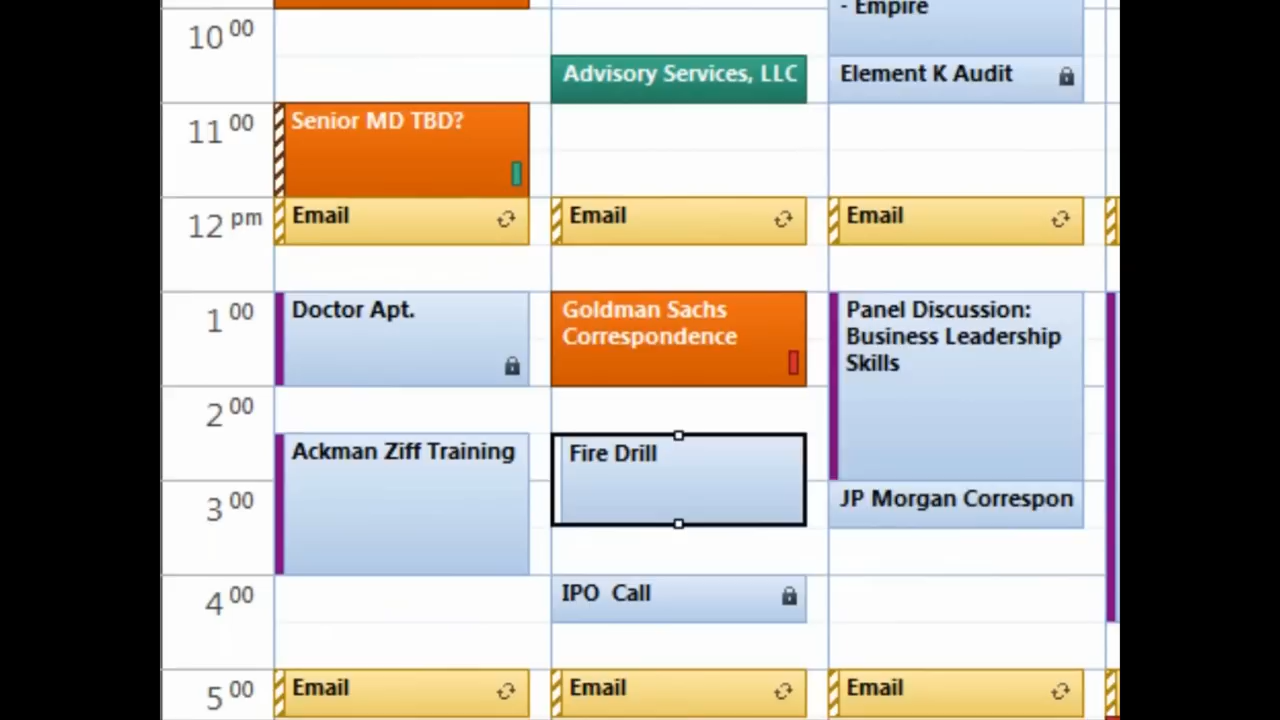 - Empire
10 00
Advisory Services, LLC
Element K Audit
11 00
Senior MD TBD?
12 pm
Email
Email
Email
1 00
Doctor Apt.
Goldman Sachs
Correspondence
Panel Discussion:
Business Leadership
Skills
2 00
Ackman Ziff Training
Fire Drill
3 00
JP Morgan Correspon
4 00
IPO Call
5 00
Email
Email
Email